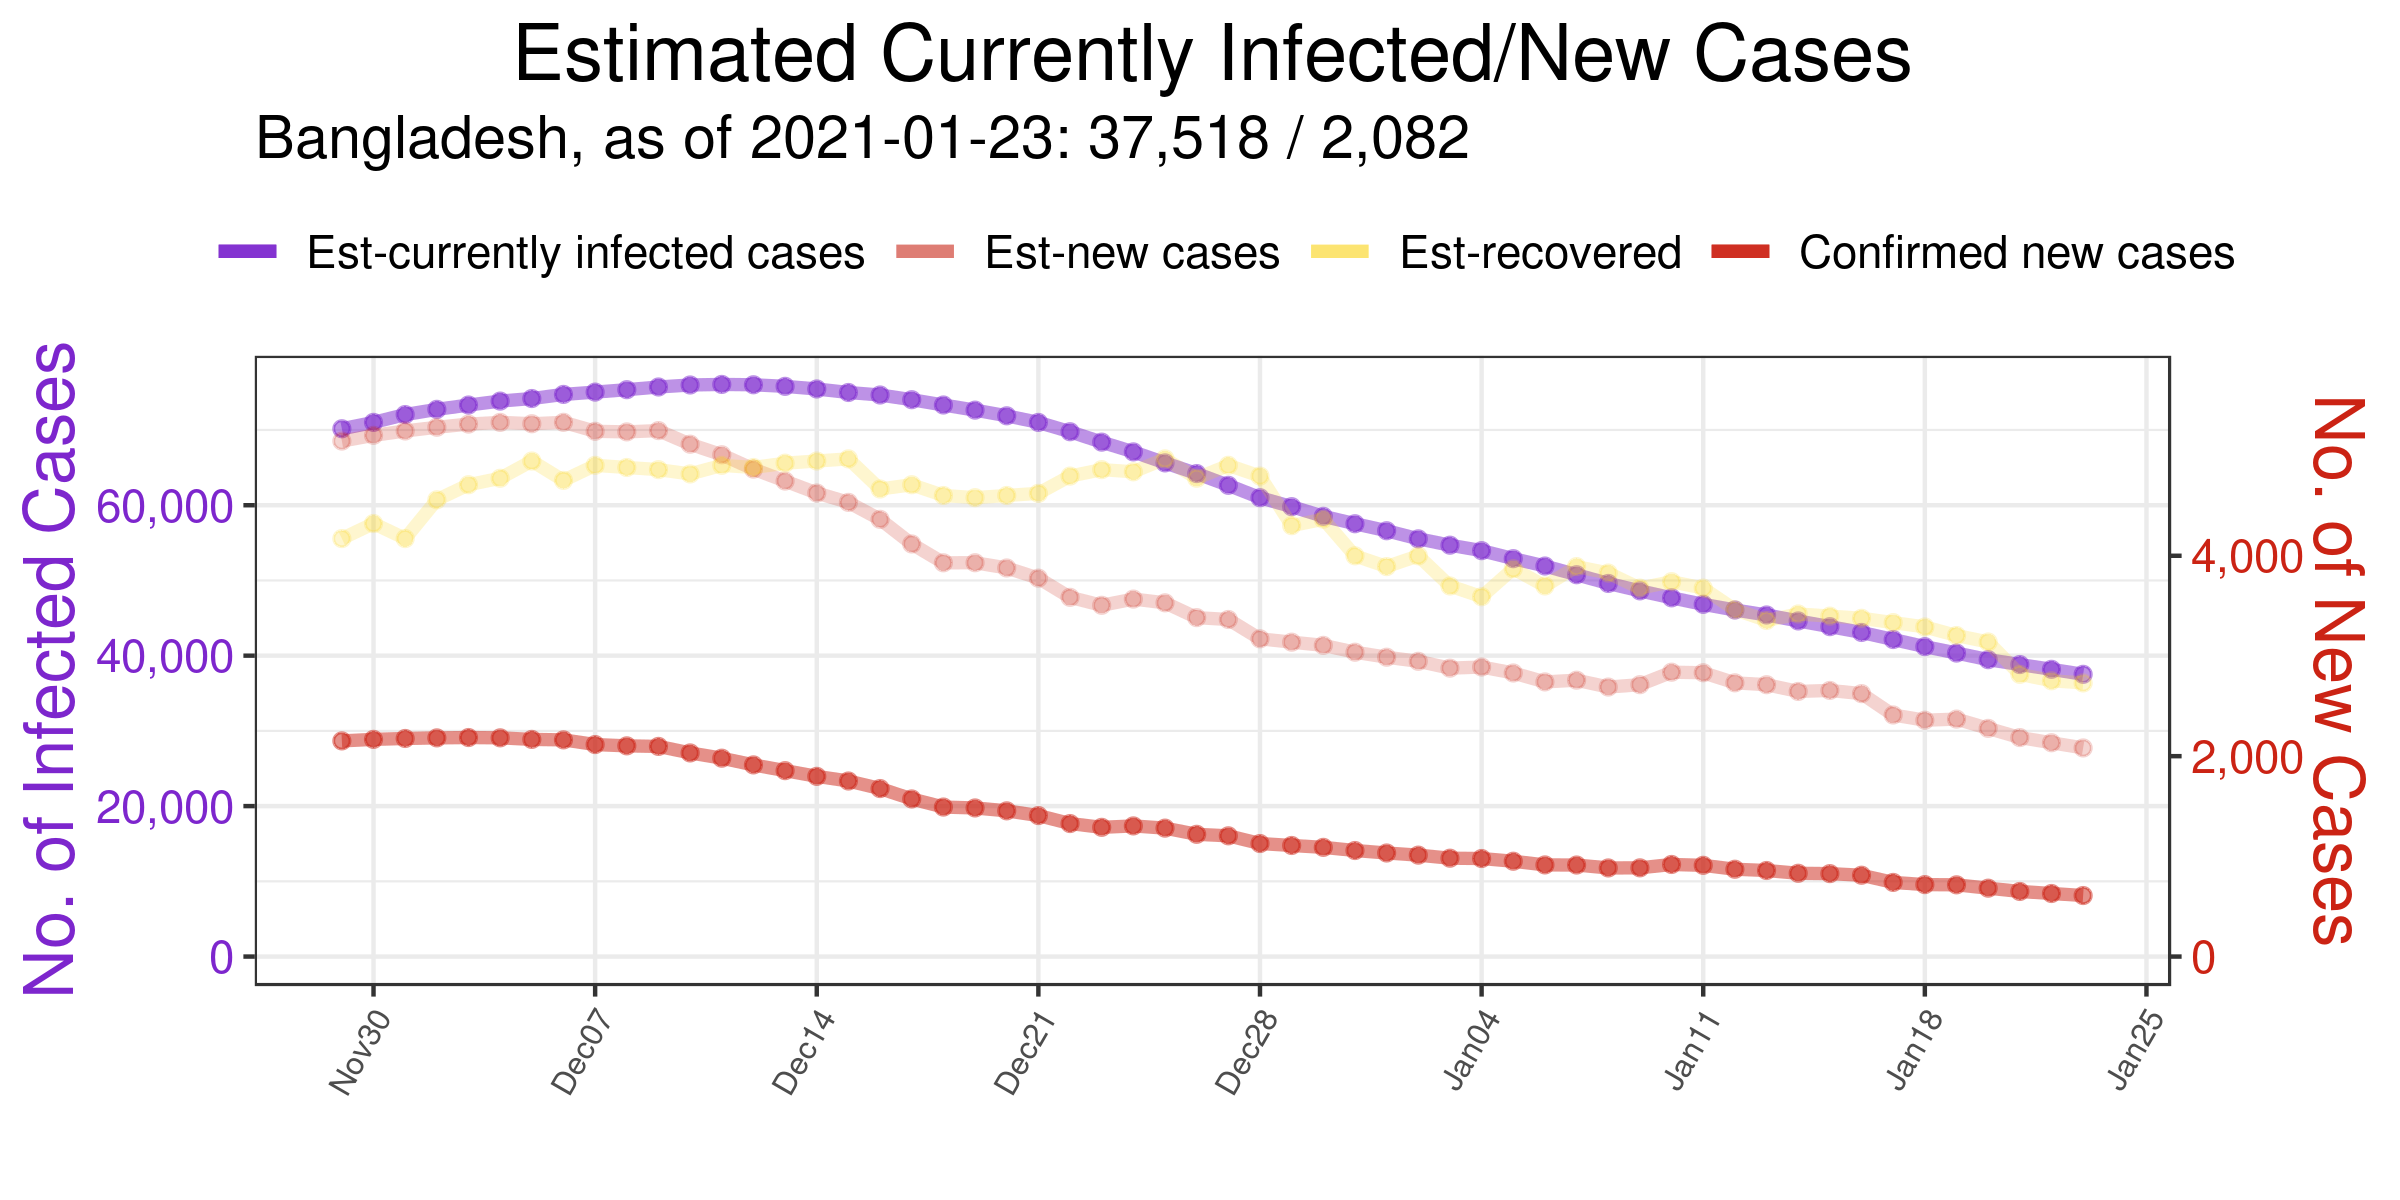 Estimated Currently Infected/New Cases
Bangladesh, as of 2021-01-23: 37,518 / 2,082
Est-currently infected cases Est-new cases Est-recovered Confirmed new cases
No. of Infected Cases
60,000
40,000
20,000
0
No. of New Cases
4,000
2,000
0
Nov30 Dec07 Dec14 Dec21 Dec28 Jan04 Jan11 Jan18 Jan25